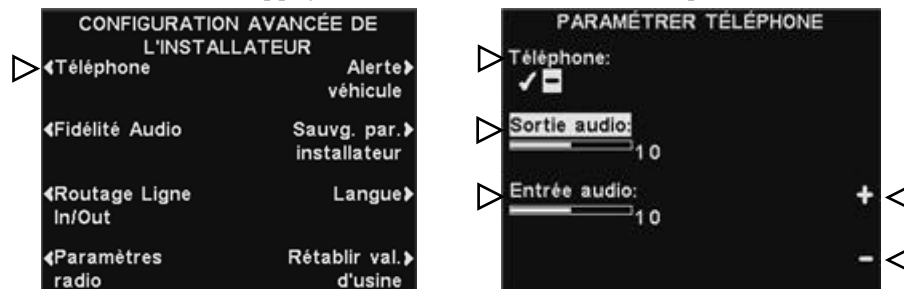 CONFIGURATION AVANCÉE DE
L'INSTALLATEUR
Téléphone
Alerte
véhicule
Fidélité Audio
Sauvg. par.
installateur
Routage Ligne
In/Out
Langue
Paramètres
radio
Rétablir val.
d'usine
PARAMÉTRER TÉLÉPHONE
Téléphone:
Sortie audio:
10
Entrée audio:
10
+
-